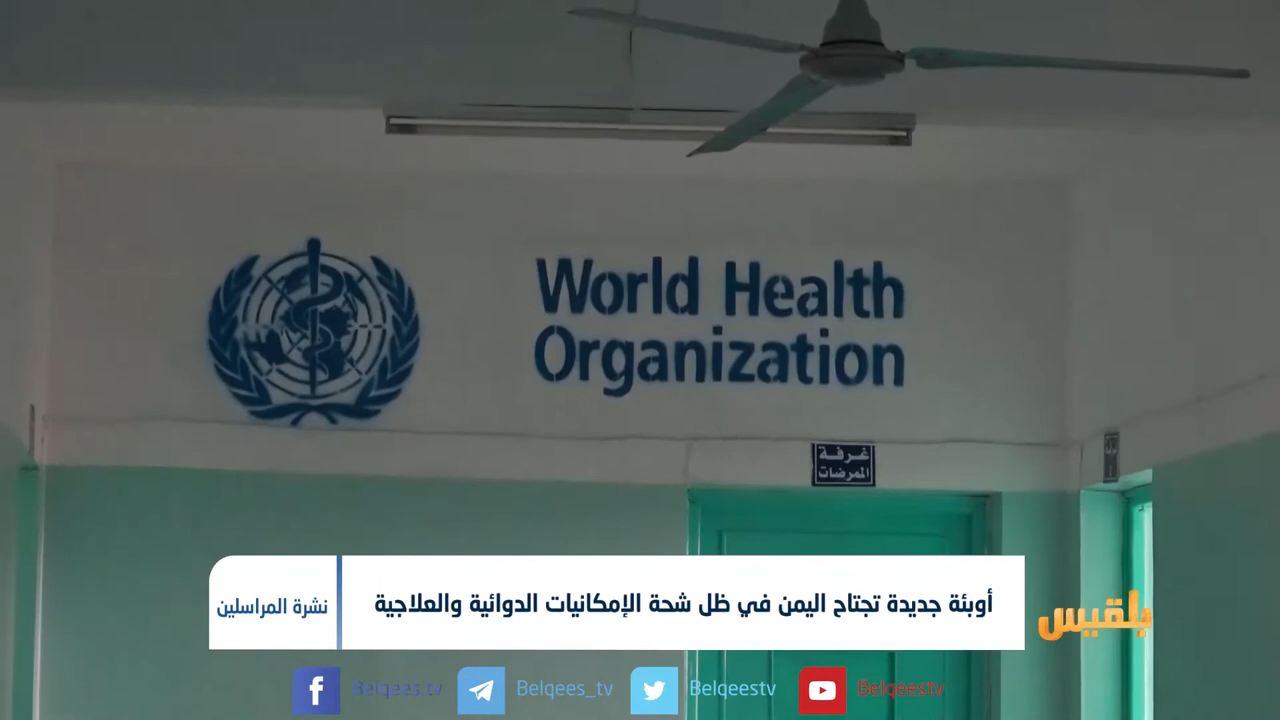 World Health
Organization
غرفة
الممرضات
أوبئة جديدة تجتاح اليمن في ظل شحة الإمكانيات الدوائية والعلاجية
نشرة المراسلين
بلقيس
Belqees.tv
Belqees_tv
Belqeestv
Belqeestv